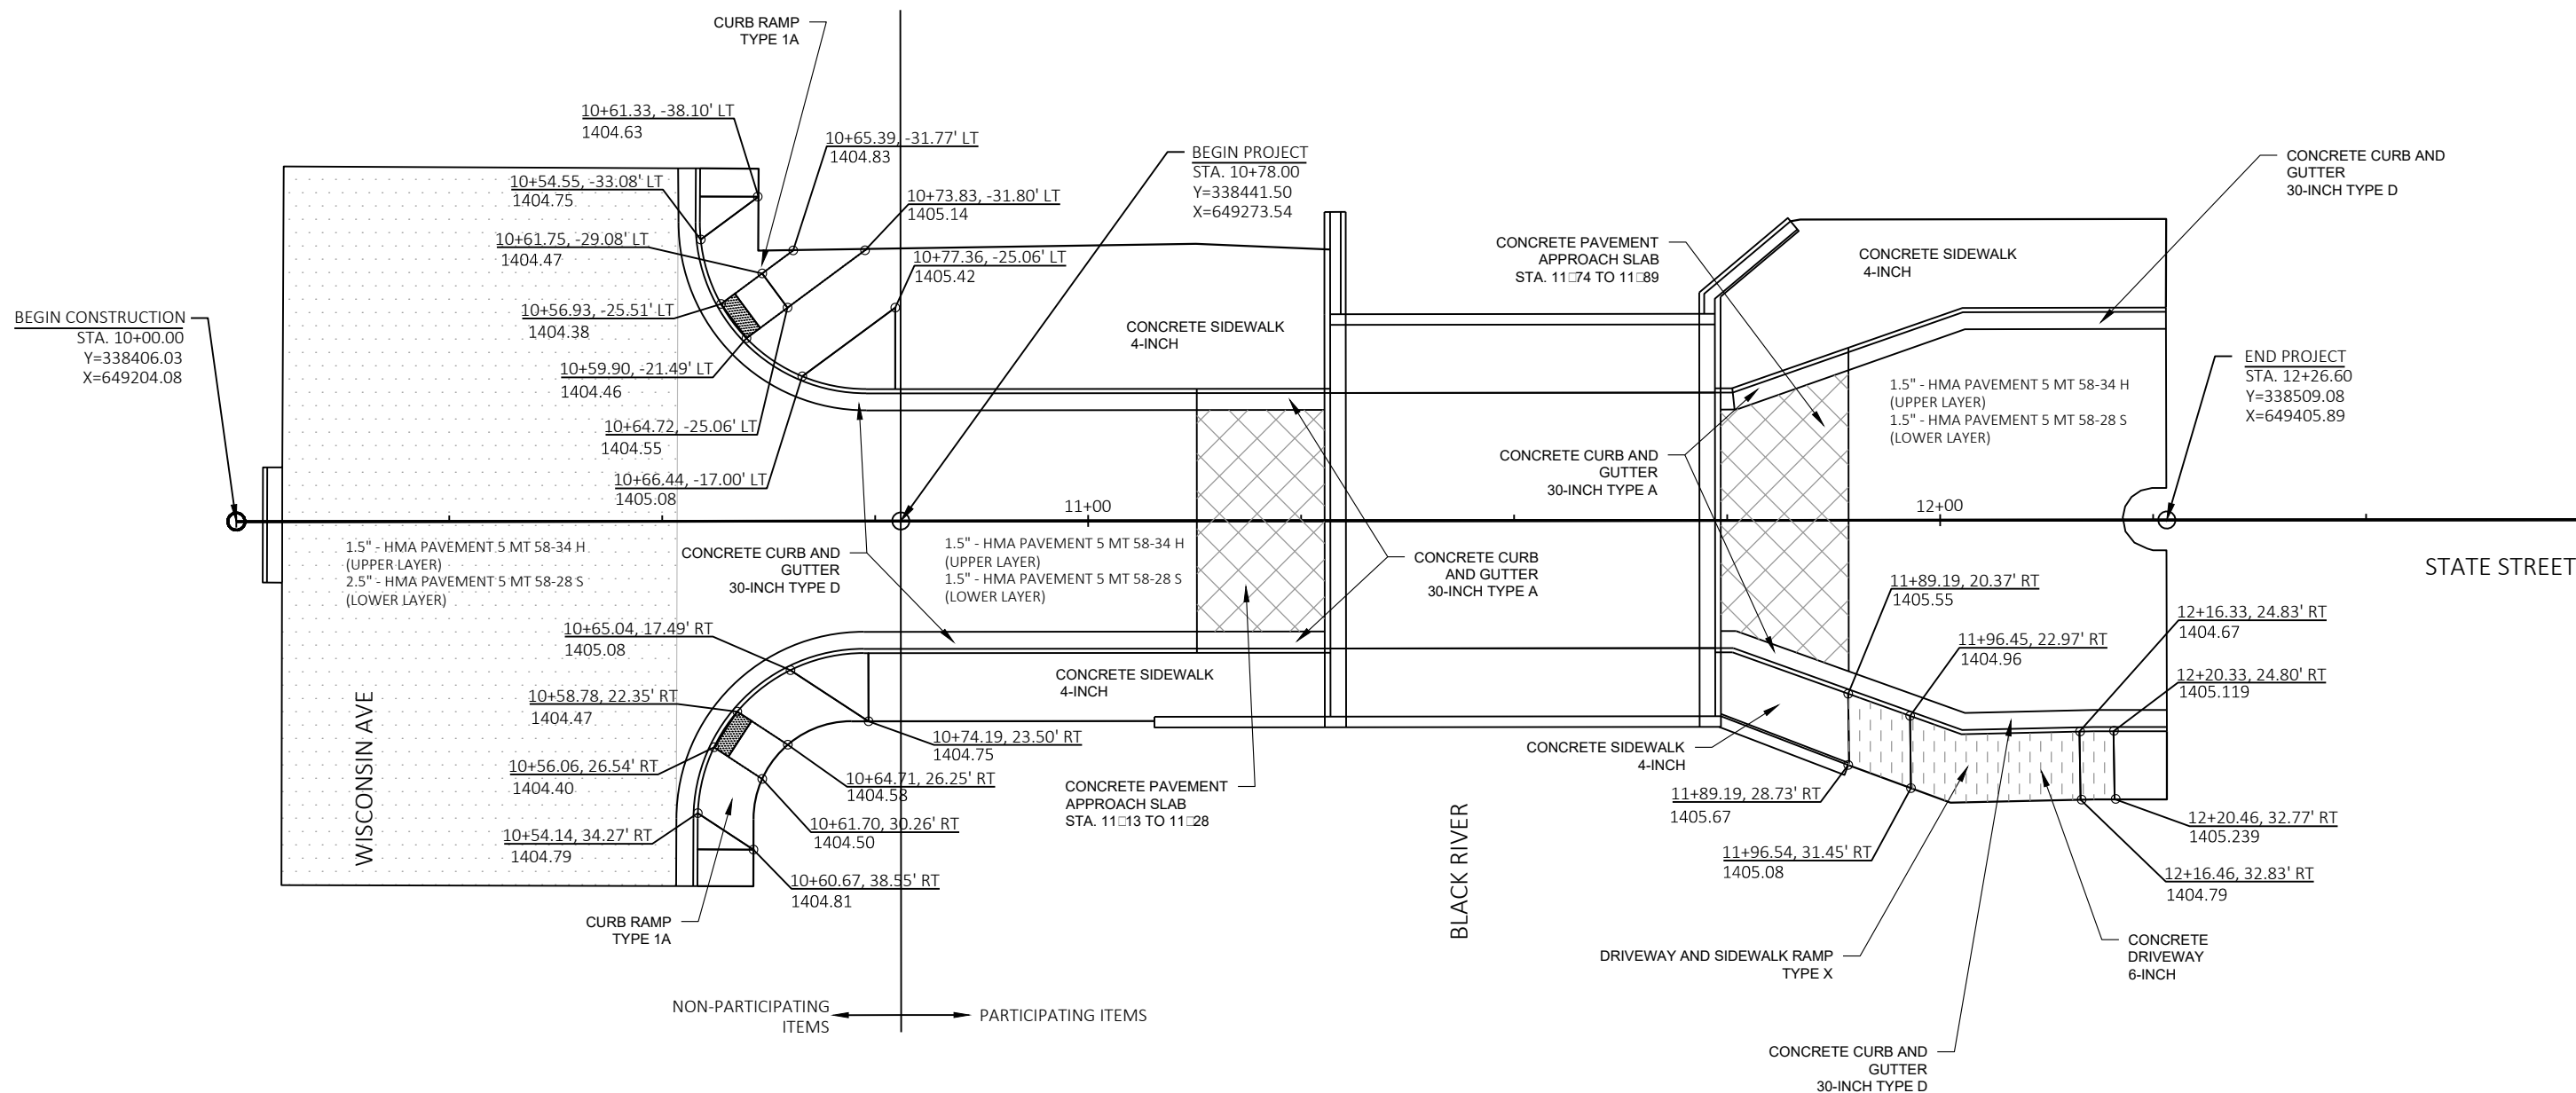 CURB RAMP
TYPE 1A
10+61.33, -38.10' LT
1404.63
10+65.39, -31.77' LT
1404.83
BEGIN PROJECT
STA. 10+78.00
Y=338441.50
X=649273.54
CONCRETE CURB AND
GUTTER
30-INCH TYPE D
10+54.55, -33.08' LT
1404.75
10+73.83, -31.80' LT
1405.14
10+61.75, -29.08' LT
1404.47
10+77.36, -25.06' LT
1405.42
CONCRETE PAVEMENT
APPROACH SLAB
STA. 11□74 TO 11□89
CONCRETE SIDEWALK
4-INCH
BEGIN CONSTRUCTION
STA. 10+00.00
Y=338406.03
X=649204.08
10+56.93, -25.51' LT
1404.38
CONCRETE SIDEWALK
4-INCH
END PROJECT
STA. 12+26.60
Y=338509.08
X=649405.89
10+59.90, -21.49' LT
1404.46
1.5" - HMA PAVEMENT 5 MT 58-34 H
(UPPER LAYER)
1.5" - HMA PAVEMENT 5 MT 58-28 S
(LOWER LAYER)
10+64.72, -25.06' LT
1404.55
CONCRETE CURB AND
GUTTER
30-INCH TYPE A
10+66.44, -17.00' LT
1405.08
11+00
12+00
1.5" - HMA PAVEMENT 5 MT 58-34 H
(UPPER LAYER)
2.5" - HMA PAVEMENT 5 MT 58-28 S
(LOWER LAYER)
CONCRETE CURB AND
GUTTER
30-INCH TYPE D
1.5" - HMA PAVEMENT 5 MT 58-34 H
(UPPER LAYER)
1.5" - HMA PAVEMENT 5 MT 58-28 S
(LOWER LAYER)
CONCRETE CURB
AND GUTTER
30-INCH TYPE A
STATE STREET
11+89.19, 20.37' RT
1405.55
12+16.33, 24.83' RT
1404.67
10+65.04, 17.49' RT
1405.08
11+96.45, 22.97' RT
1404.96
CONCRETE SIDEWALK
4-INCH
12+20.33, 24.80' RT
1405.119
10+58.78, 22.35' RT
1404.47
WISCONSIN AVE
10+74.19, 23.50' RT
1404.75
CONCRETE SIDEWALK
4-INCH
10+56.06, 26.54' RT
1404.40
10+64.71, 26.25' RT
1404.58
CONCRETE PAVEMENT
APPROACH SLAB
STA. 11□13 TO 11□28
11+89.19, 28.73' RT
1405.67
12+20.46, 32.77' RT
1405.239
10+61.70, 30.26' RT
1404.50
10+54.14, 34.27' RT
1404.79
BLACK RIVER
11+96.54, 31.45' RT
1405.08
12+16.46, 32.83' RT
1404.79
10+60.67, 38.55' RT
1404.81
CURB RAMP
TYPE 1A
CONCRETE
DRIVEWAY
6-INCH
DRIVEWAY AND SIDEWALK RAMP
TYPE X
NON-PARTICIPATING
ITEMS
PARTICIPATING ITEMS
CONCRETE CURB AND
GUTTER
30-INCH TYPE D